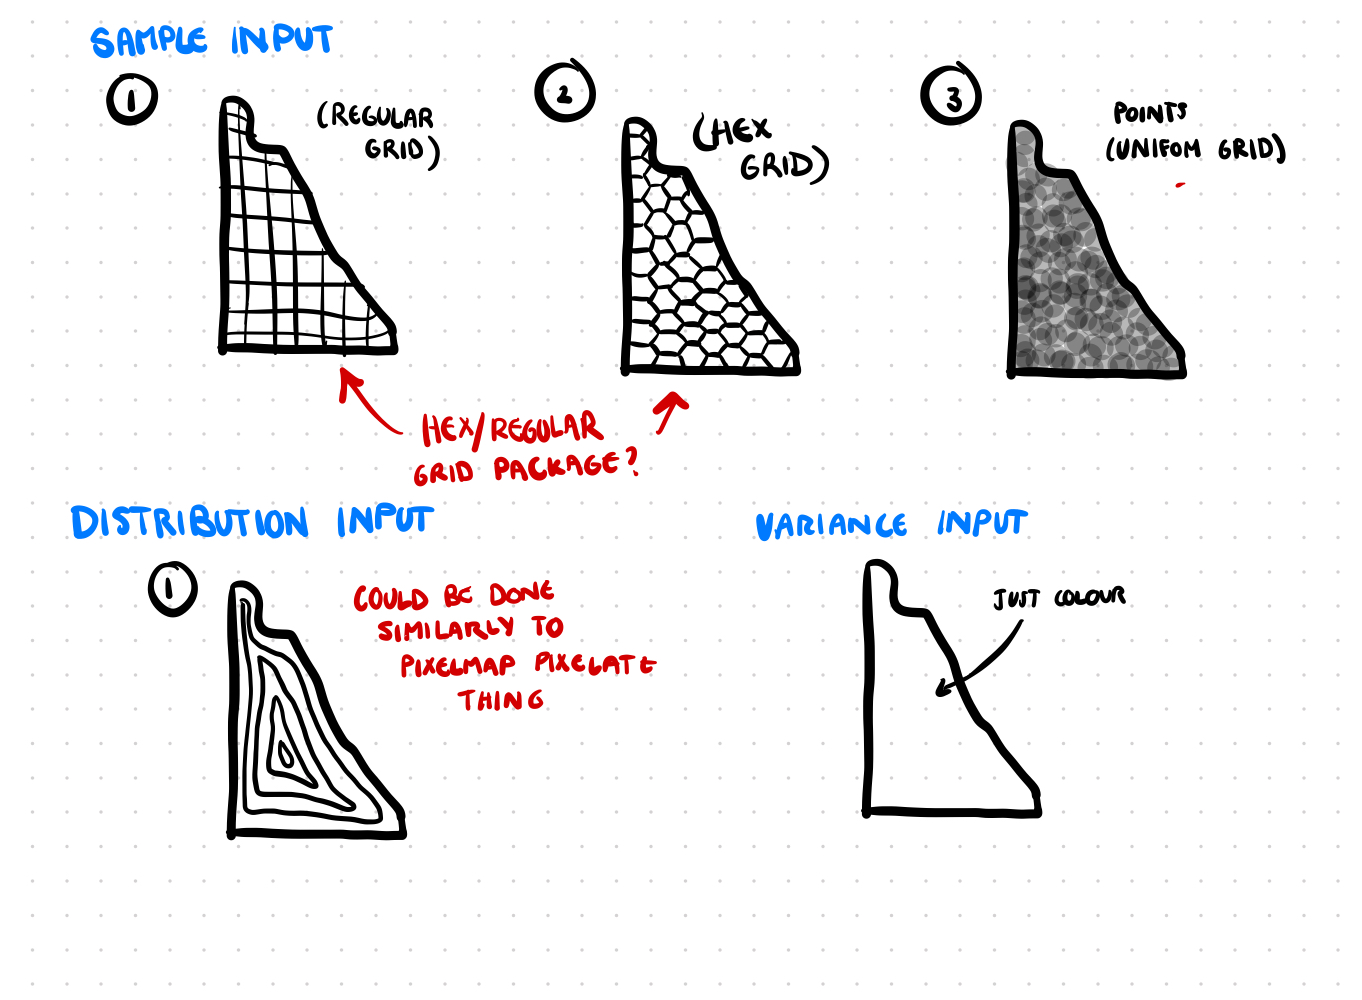 SAMPLE INPUT
1
(REGULAR
GRID)
2
(HEX
GRID)
3
POINTS
(UNIFOM GRID)
HEX/REGULAR
GRID PACKAGE?
DISTRIBUTION INPUT
1
COULD BE DONE
SIMILARLY TO
PIXELMAP PIXELATE
THING
VARIANCE INPUT
JUST COLOUR